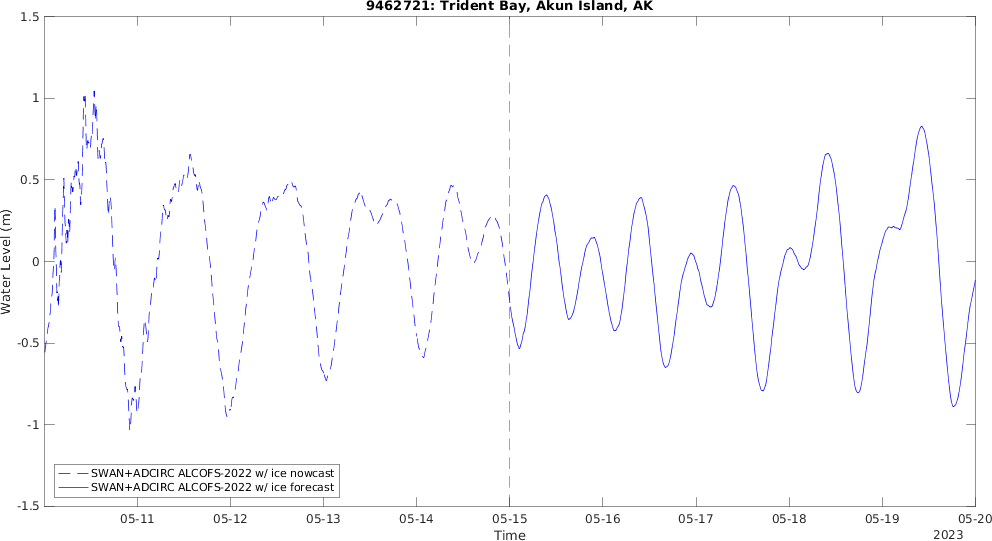 9462721: Trident Bay, Akun Island, AK
1.5
1
0.5
0
-0.5
-1
-1.5
Water Level (m)
SWAN+ADCIRC ALCOFS-2022 w/ ice nowcast
SWAN+ADCIRC ALCOFS-2022 w/ ice forecast
05-11 05-12 05-13 05-14 05-15 05-16 05-17 05-18 05-19 05-20
Time
2023